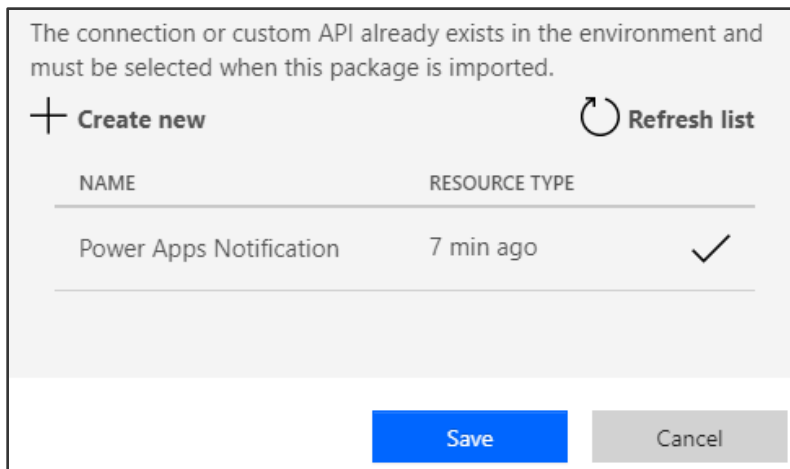 The connection or custom API already exists in the environment and
must be selected when this package is imported.
Create new Refresh list
NAME RESOURCE TYPE
Power Apps Notification 7 min ago
Save Cancel